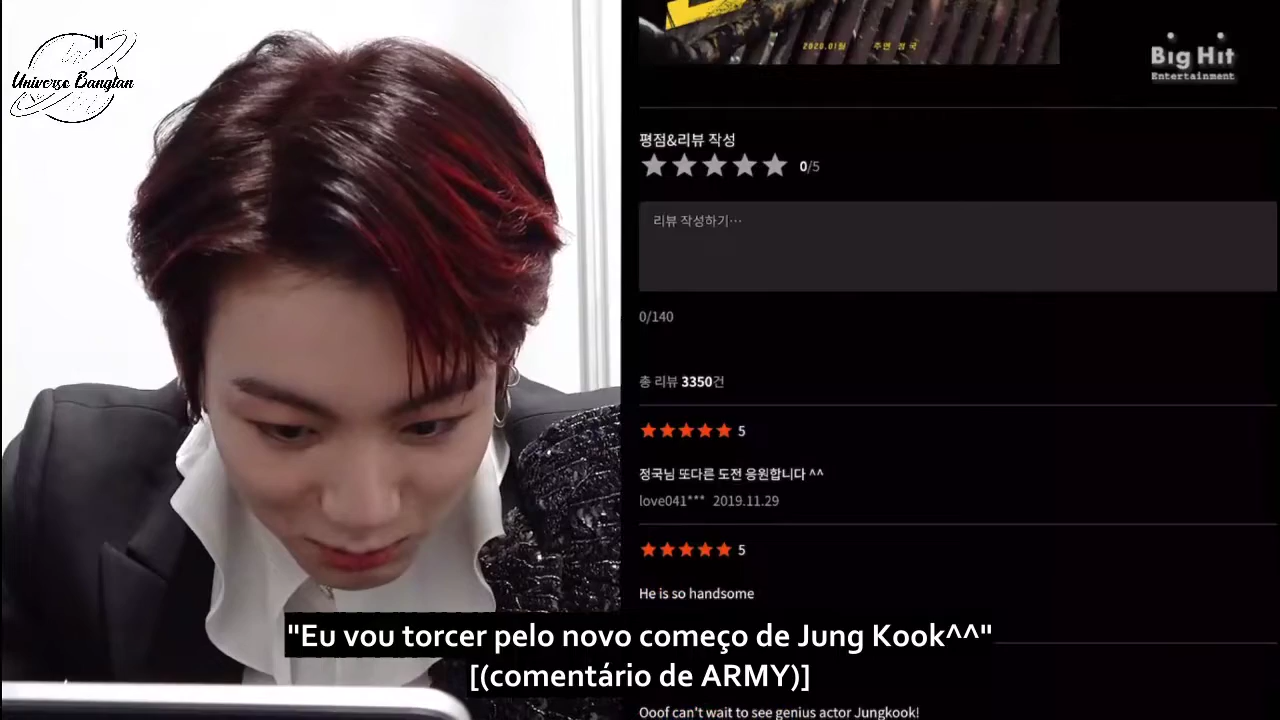 Universe Bangtan
2020.01월 주연 정국
Big Hit
Entertainment
평점&리뷰 작성
0/5
리뷰 작성하기…
0/140
총 리뷰 3350건
5
정국님 또다른 도전 응원합니다 ^^
love041*** 2019.11.29
5
He is so handsome
"Eu vou torcer pelo novo começo de Jung Kook^^"
[(comentário de ARMY)]
Ooof can't wait to see genius actor Jungkook!